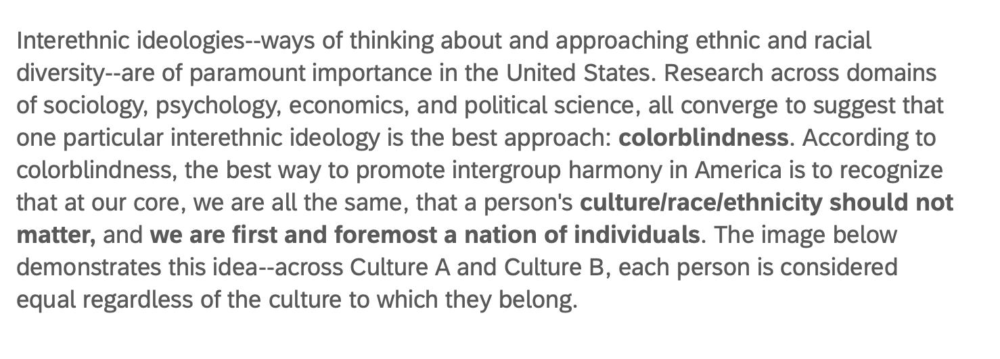 Interethnic ideologies--ways of thinking about and approaching ethnic and racial
diversity--are of paramount importance in the United States. Research across domains
of sociology, psychology, economics, and political science, all converge to suggest that
one particular interethnic ideology is the best approach: colorblindness. According to
colorblindness, the best way to promote intergroup harmony in America is to recognize
that at our core, we are all the same, that a person's culture/race/ethnicity should not
matter, and we are first and foremost a nation of individuals. The image below
demonstrates this idea--across Culture A and Culture B, each person is considered
equal regardless of the culture to which they belong.